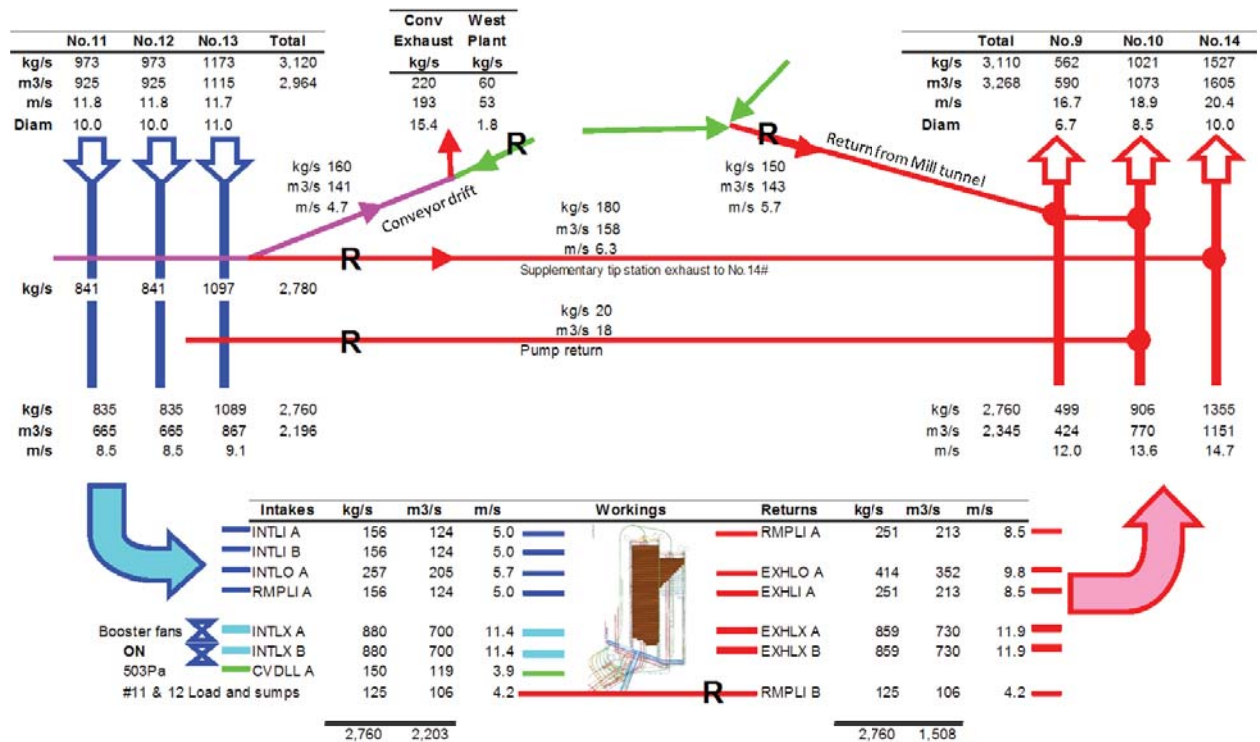 No.11 No.12 No.13 Total
kg/s 973 973 1173 3,120
m3/s 925 925 1115 2,964
m/s 11.8 11.8 11.7
Diam 10.0 10.0 11.0
Conv West
Exhaust Plant
kg/s kg/s
220 60
193 53
15.4 1.8
Total No.9 No.10 No.14
kg/s 3,110 562 1021 1527
m3/s 3,268 590 1073 1605
m/s 16.7 18.9 20.4
Diam 6.7 8.5 10.0
R
R
kg/s 160
m3/s 141
m/s 4.7
Conveyor drift
kg/s 150
m3/s 143
m/s 5.7
Return from Mill tunnel
kg/s 180
m3/s 158
m/s 6.3
R
Supplementary tip station exhaust to No.14#
kg/s 841 841 1097 2,780
kg/s 20
m3/s 18
R
Pump return
kg/s 835 835 1089 2,760
m3/s 665 665 867 2,196
m/s 8.5 8.5 9.1
kg/s 2,760 499 906 1355
m3/s 2,345 424 770 1151
m/s 12.0 13.6 14.7
Intakes kg/s m3/s m/s Workings Returns kg/s m3/s m/s
INTLI A 156 124 5.0 RMPLI A 251 213 8.5
INTLI B 156 124 5.0
INTLO A 257 205 5.7 EXHLO A 414 352 9.8
RMPLI A 156 124 5.0 EXHLI A 251 213 8.5
Booster fans INTLX A 880 700 11.4 EXHLX A 859 730 11.9
ON INTLX B 880 700 11.4 EXHLX B 859 730 11.9
503Pa CVDLL A 150 119 3.9
#11 & 12 Load and sumps 125 106 4.2 R RMPLI B 125 106 4.2
2,760 2,203 2,760 1,508